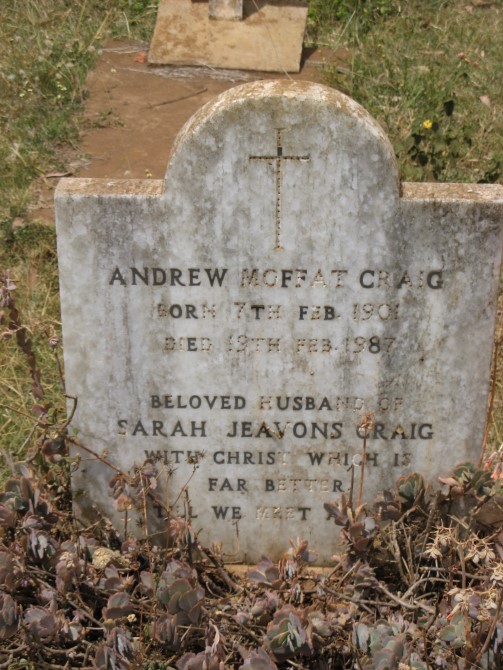 ANDREW MOFFAT CRAIG
BORN 7TH FEB. 1901
DIED 19TH FEB. 1987
BELOVED HUSBAND OF
SARAH JEAVONS CRAIG
WITH CHRIST WHICH IS
FAR BETTER
TILL WE MEET